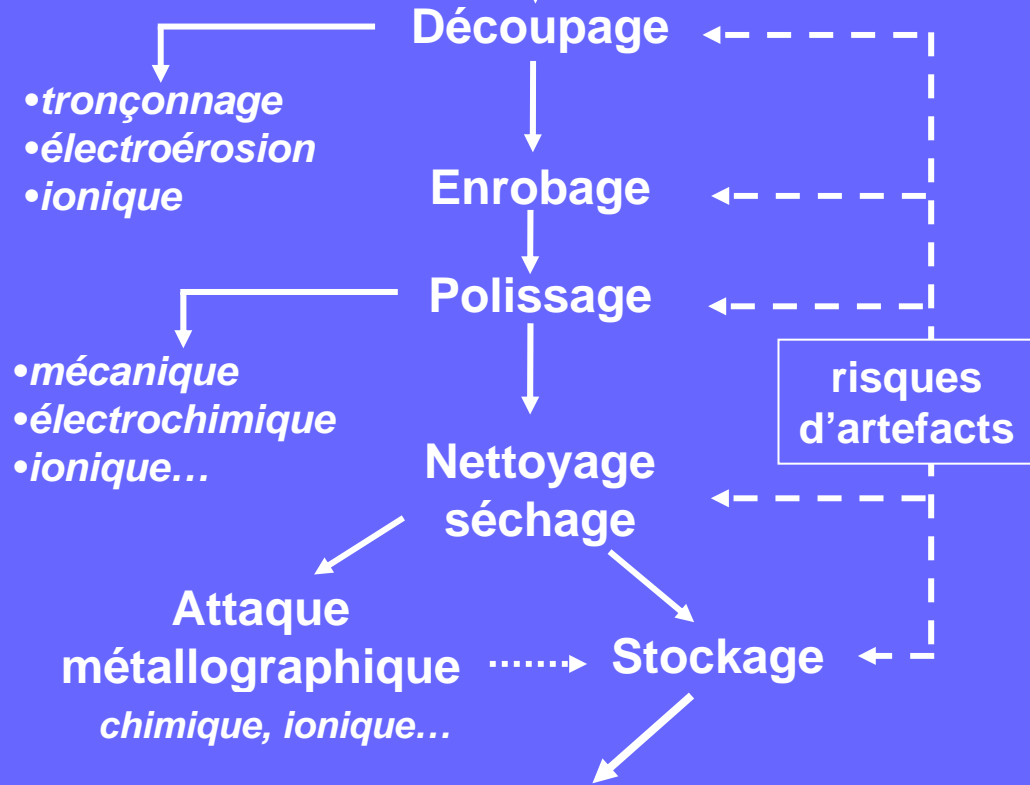 Découpage
•tronçonnage
•électroérosion
•ionique
Enrobage
Polissage
•mécanique
•électrochimique
•ionique…
risques
d’artefacts
Nettoyage
séchage
Attaque
métallographique
chimique, ionique…
Stockage